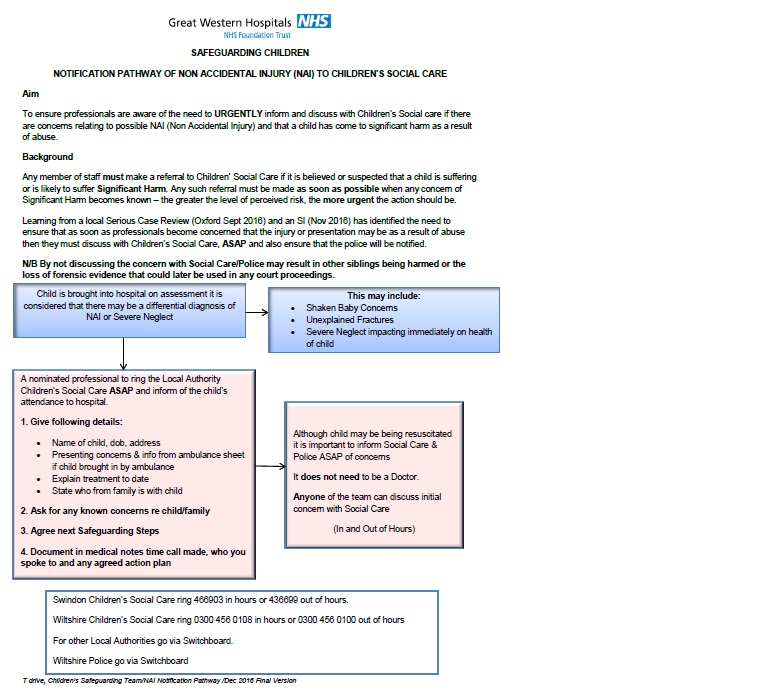 Great Western Hospitals NHS
NHS Foundation Trust
SAFEGUARDING CHILDREN
NOTIFICATION PATHWAY OF NON ACCIDENTAL INJURY (NAI) TO CHILDREN'S SOCIAL CARE
Aim
To ensure professionals are aware of the need to URGENTLY inform and discuss with Children's Social care if there
are concerns relating to possible NAI (Non Accidental Injury) and that a child has come to significant harm as a result
of abuse.
Background
Any member of staff must make a referral to Children' Social Care if it is believed or suspected that a child is suffering
or is likely to suffer Significant Harm. Any such referral must be made as soon as possible when any concern of
Significant Harm becomes known – the greater the level of perceived risk, the more urgent the action should be.
Learning from a local Serious Case Review (Oxford Sept 2016) and an SI (Nov 2016) has identified the need to
ensure that as soon as professionals become concerned that the injury or presentation may be as a result of abuse
then they must discuss with Children's Social Care, ASAP and also ensure that the police will be notified.
N/B By not discussing the concern with Social Care/Police may result in other siblings being harmed or the
loss of forensic evidence that could later be used in any court proceedings.
Child is brought into hospital on assessment it is
considered that there may be a differential diagnosis of
NAI or Severe Neglect
This may include:
• Shaken Baby Concerns
• Unexplained Fractures
• Severe Neglect impacting immediately on health
of child
A nominated professional to ring the Local Authority
Children's Social Care ASAP and inform of the child's
attendance to hospital.
1. Give following details:
• Name of child, dob, address
• Presenting concerns & info from ambulance sheet
if child brought in by ambulance
• Explain treatment to date
• State who from family is with child
2. Ask for any known concerns re child/family
3. Agree next Safeguarding Steps
4. Document in medical notes time call made, who you
spoke to and any agreed action plan
Although child may be being resuscitated
it is important to inform Social Care &
Police ASAP of concerns
It does not need to be a Doctor.
Anyone of the team can discuss initial
concern with Social Care
(In and Out of Hours)
Swindon Children's Social Care ring 466903 in hours or 436699 out of hours.
Wiltshire Children's Social Care ring 0300 456 0108 in hours or 0300 456 0100 out of hours
For other Local Authorities go via Switchboard.
Wiltshire Police go via Switchboard
T drive, Children's Safeguarding Team/NAI Notification Pathway /Dec 2016 Final Version